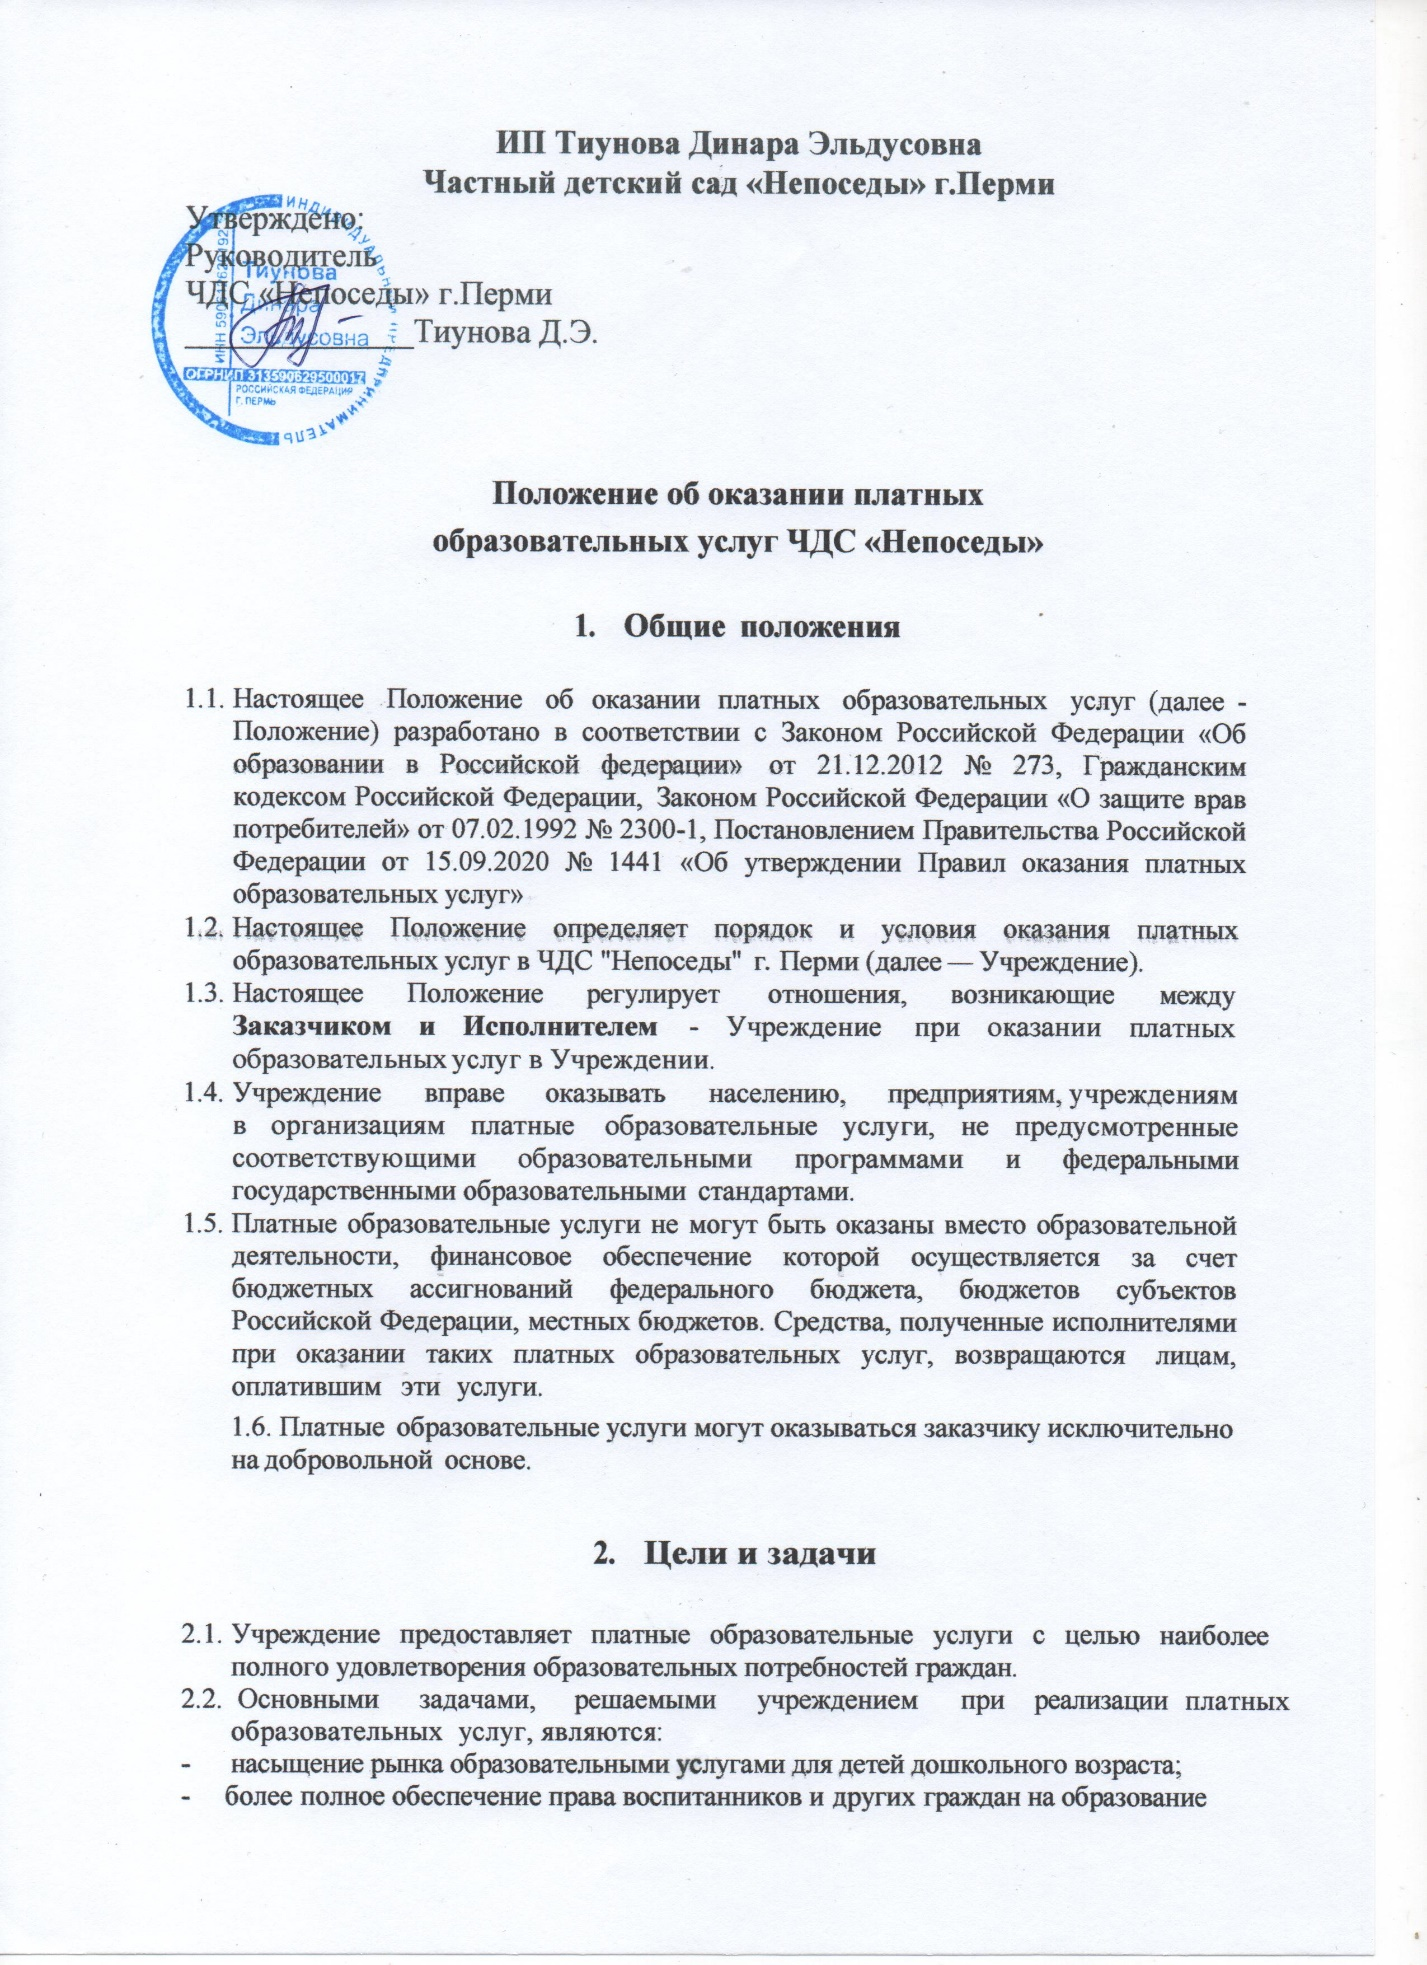 ИП Тиунова Динара Эльдусовна
Частный детский сад «Непоседы» г.Перми
Утверждено:
Руководитель
ЧДС «Непоседы» г.Перми
________________Тиунова Д.Э.
ИНДИВИДУАЛЬНЫЙ ПРЕДПРИНИМАТЕЛЬ
Тиунова
Динара
Эльдусовна
ИНН
ОГРНИП 313590629500017
РОССИЙСКАЯ ФЕДЕРАЦИЯ
Г. ПЕРМЬ
Положение об оказании платных
образовательных услуг ЧДС «Непоседы»
1. Общие положения
1.1. Настоящее Положение об оказании платных образовательных услуг (далее -
Положение) разработано в соответствии с Законом Российской Федерации «Об
образовании в Российской федерации» от 21.12.2012 № 273, Гражданским
кодексом Российской Федерации, Законом Российской Федерации «О защите врав
потребителей» от 07.02.1992 № 2300-1, Постановлением Правительства Российской
Федерации от 15.09.2020 № 1441 «Об утверждении Правил оказания платных
образовательных услуг»
1.2. Настоящее Положение определяет порядок и условия оказания платных
образовательных услуг в ЧДС "Непоседы" г. Перми (далее — Учреждение).
1.3. Настоящее Положение регулирует отношения, возникающие между
Заказчиком и Исполнителем - Учреждение при оказании платных
образовательных услуг в Учреждении.
1.4. Учреждение вправе оказывать населению, предприятиям, учреждениям
в организациям платные образовательные услуги, не предусмотренные
соответствующими образовательными программами и федеральными
государственными образовательными стандартами.
1.5. Платные образовательные услуги не могут быть оказаны вместо образовательной
деятельности, финансовое обеспечение которой осуществляется за счет
бюджетных ассигнований федерального бюджета, бюджетов субъектов
Российской Федерации, местных бюджетов. Средства, полученные исполнителями
при оказании таких платных образовательных услуг, возвращаются лицам,
оплатившим эти услуги.
1.6. Платные образовательные услуги могут оказываться заказчику исключительно
на добровольной основе.
2. Цели и задачи
2.1. Учреждение предоставляет платные образовательные услуги с целью наиболее
полного удовлетворения образовательных потребностей граждан.
2.2. Основными задачами, решаемыми учреждением при реализации платных
образовательных услуг, являются:
- насыщение рынка образовательными услугами для детей дошкольного возраста;
- более полное обеспечение права воспитанников и других граждан на образование